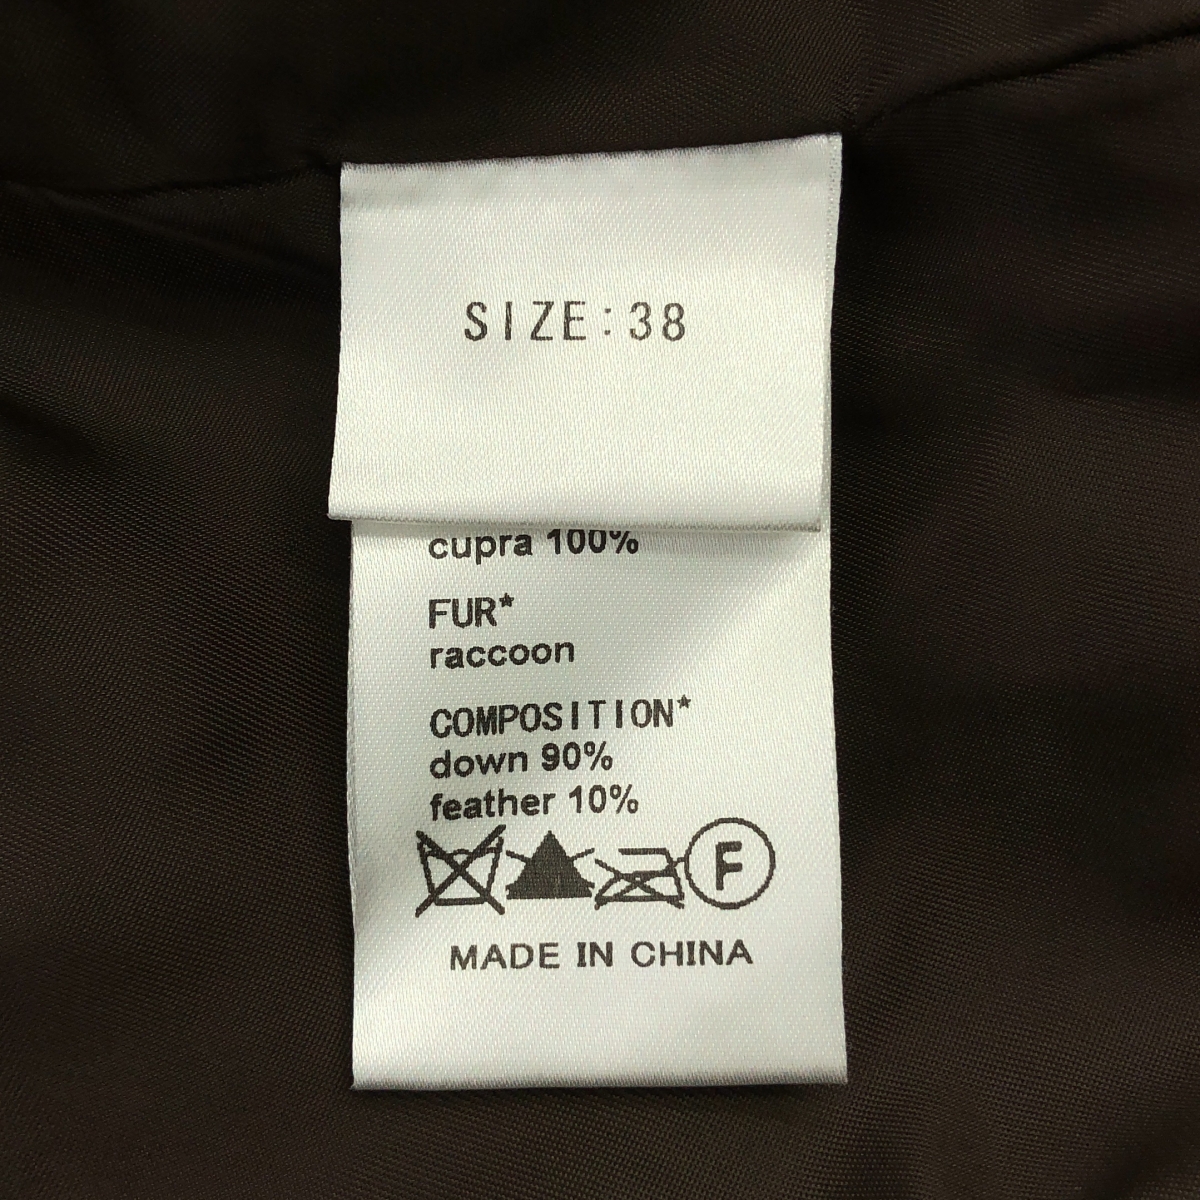 SIZE:38
cupra 100%
FUR*
raccoon
COMPOSITION*
down 90%
feather 10%
F
MADE IN CHINA